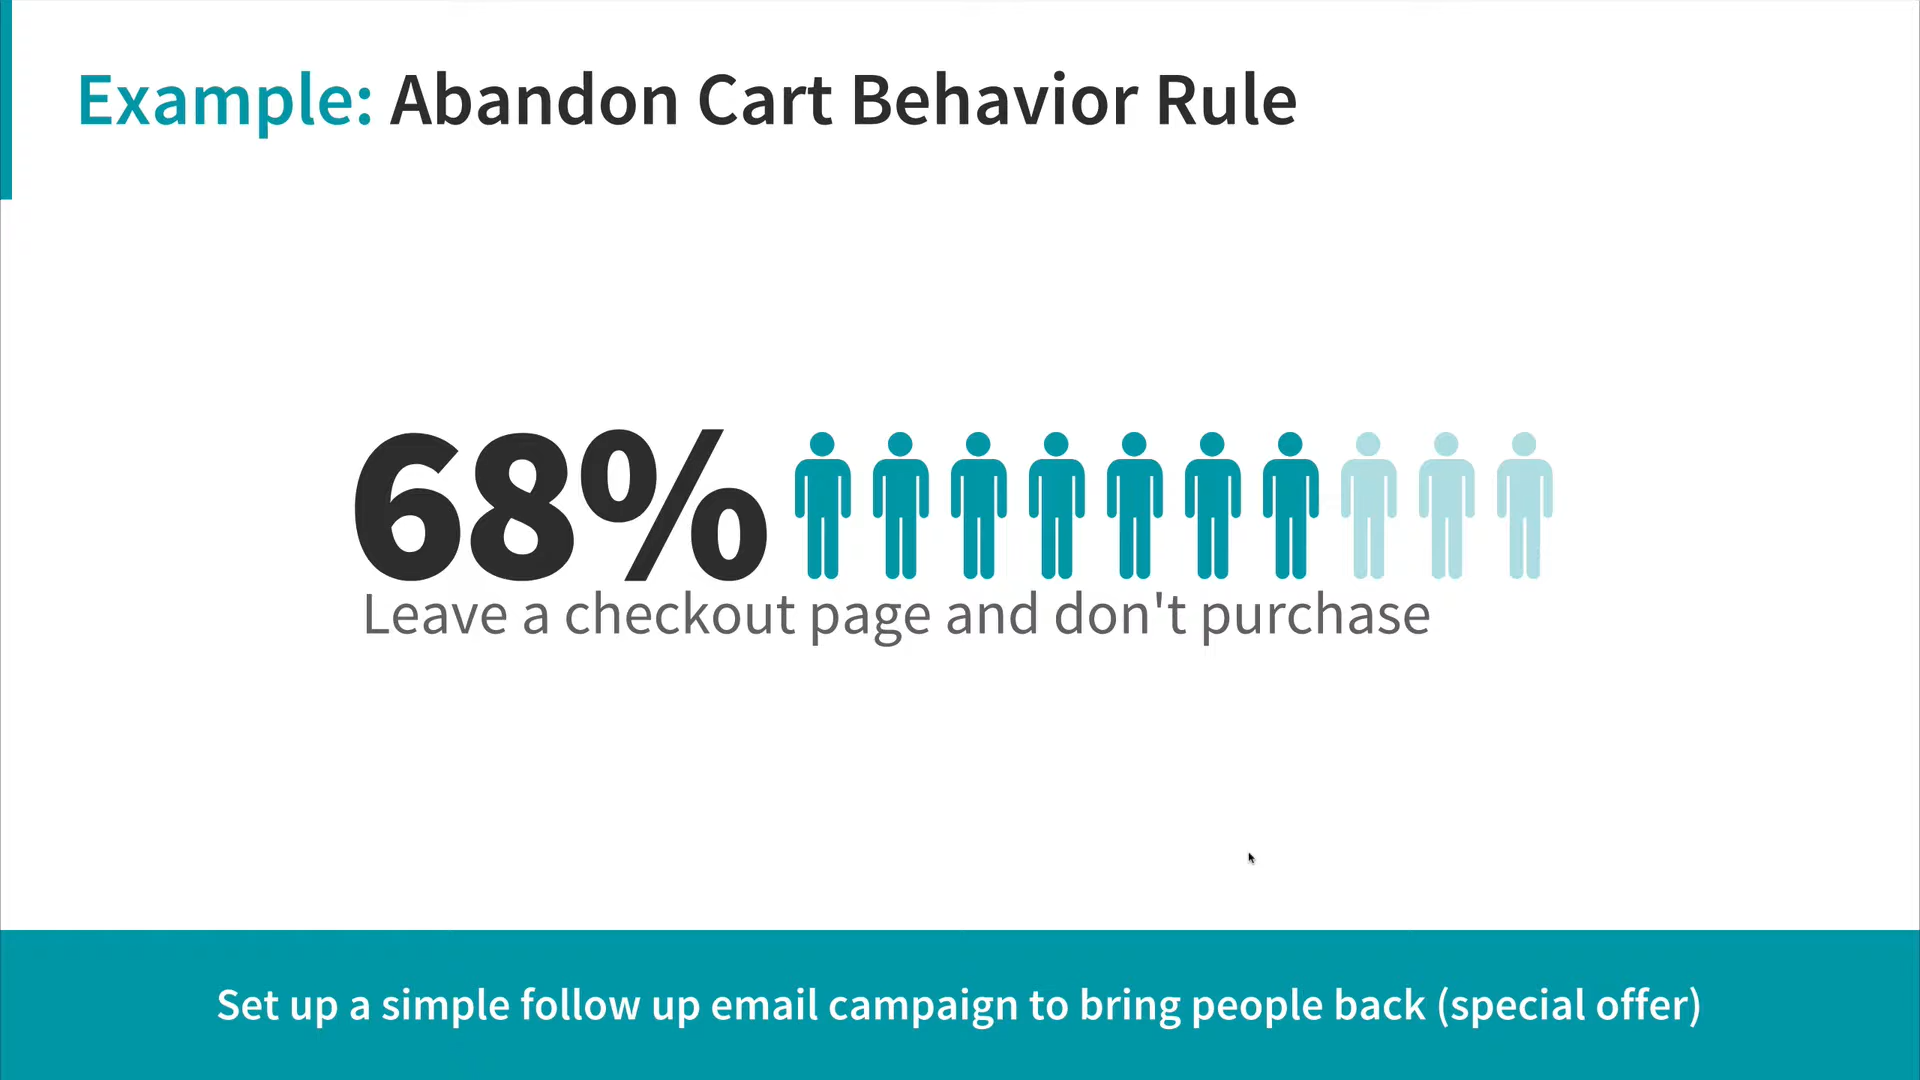 Example: Abandon Cart Behavior Rule
68%
Leave a checkout page and don't purchase
Set up a simple follow up email campaign to bring people back (special offer)